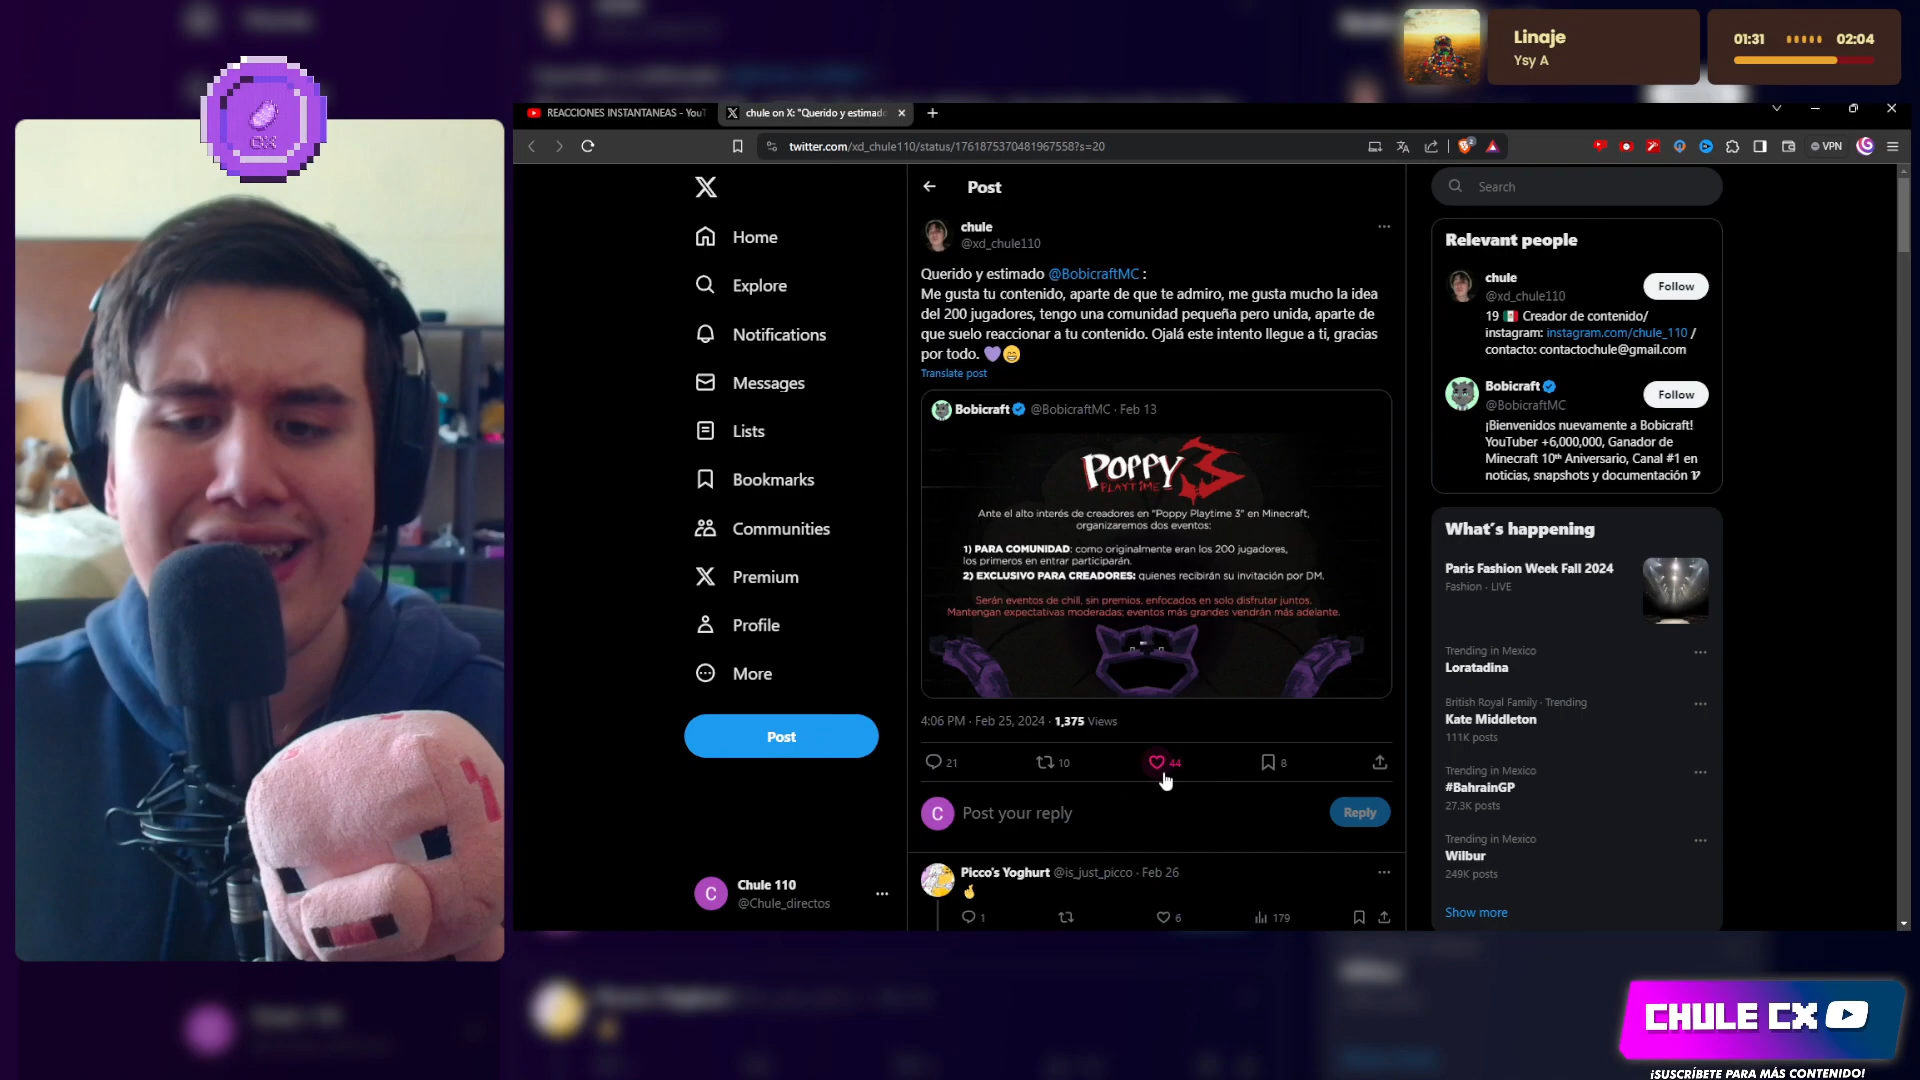 Linaje
Ysy A
01:31
02:04
CX
REACCIONES INSTANTANEAS - YouT
chule on X: "Querido y estimado
twitter.com/xd_chule110/status/1761875370481967558?s=20
VPN
Home
Explore
Notifications
Messages
Lists
Bookmarks
Communities
Premium
Profile
More
Post
Chule 110
@Chule_directos
Post
chule
@xd_chule110
Querido y estimado @BobicraftMC :
Me gusta tu contenido, aparte de que te admiro, me gusta mucho la idea
del 200 jugadores, tengo una comunidad pequeña pero unida, aparte de
que suelo reaccionar a tu contenido. Ojalá este intento llegue a ti, gracias
por todo. 💜😁
Translate post
Bobicraft @BobicraftMC · Feb 13
POPPY 3
PLAYTIME
Ante el alto interés de creadores en "Poppy Playtime 3" en Minecraft,
organizaremos dos eventos:
1) PARA COMUNIDAD: como originalmente eran los 200 jugadores,
los primeros en entrar participarán.
2) EXCLUSIVO PARA CREADORES: quienes recibirán su invitación por DM.
Serán eventos de chill, sin premios, enfocados en solo disfrutar juntos.
Mantengan expectativas moderadas; eventos más grandes vendrán más adelante.
4:06 PM · Feb 25, 2024 · 1,375 Views
21
10
44
8
C
Post your reply
Reply
Picco's Yoghurt @is_just_picco · Feb 26
🤞
1
6
179
Search
Relevant people
chule
@xd_chule110
Follow
19 🇲🇽 Creador de contenido/
instagram: instagram.com/chule_110 /
contacto: contactochule@gmail.com
Bobicraft
@BobicraftMC
Follow
¡Bienvenidos nuevamente a Bobicraft!
YouTuber +6,000,000, Ganador de
Minecraft 10ᵗʰ Aniversario, Canal #1 en
noticias, snapshots y documentación
What's happening
Paris Fashion Week Fall 2024
Fashion · LIVE
Trending in Mexico
Loratadina
British Royal Family · Trending
Kate Middleton
111K posts
Trending in Mexico
#BahrainGP
27.3K posts
Trending in Mexico
Wilbur
249K posts
Show more
CHULE CX
¡SUSCRÍBETE PARA MÁS CONTENIDO!